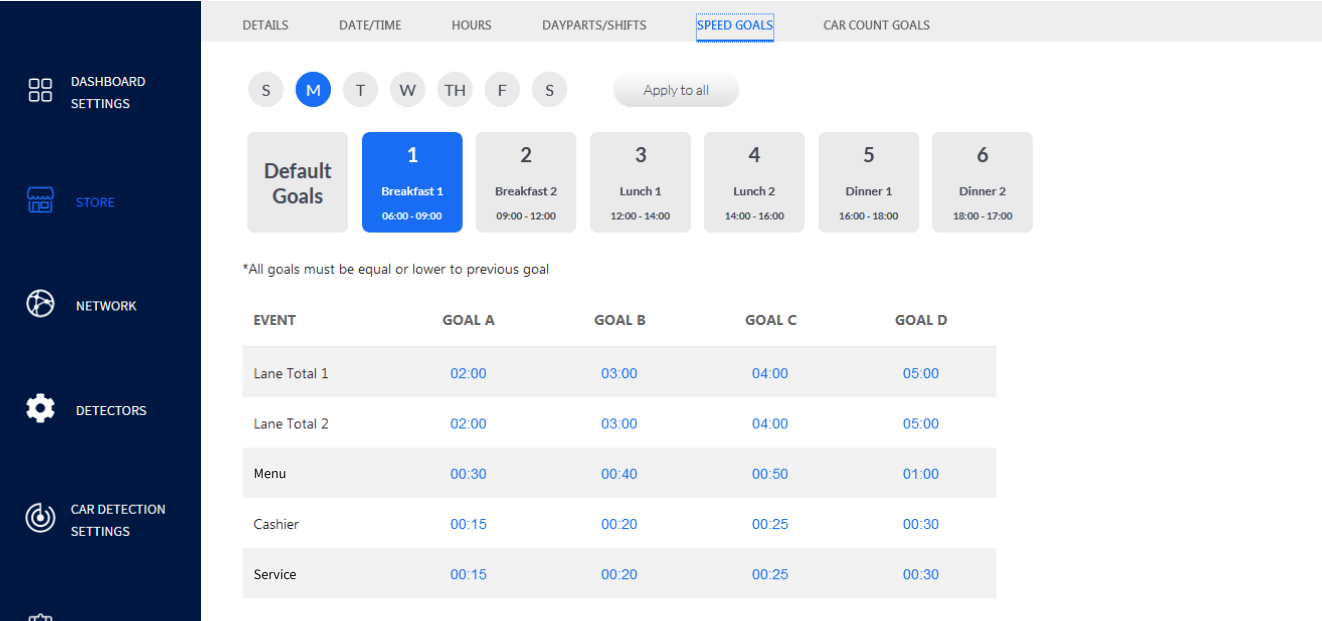 DETAILS DATE/TIME HOURS DAYPARTS/SHIFTS SPEED GOALS CAR COUNT GOALS
DASHBOARD
SETTINGS
STORE
NETWORK
DETECTORS
CAR DETECTION
SETTINGS
S M T W TH F S Apply to all
Default
Goals
1
Breakfast 1
06:00 - 09:00
2
Breakfast 2
09:00 - 12:00
3
Lunch 1
12:00 - 14:00
4
Lunch 2
14:00 - 16:00
5
Dinner 1
16:00 - 18:00
6
Dinner 2
18:00 - 17:00
*All goals must be equal or lower to previous goal
EVENT GOAL A GOAL B GOAL C GOAL D
Lane Total 1 02:00 03:00 04:00 05:00
Lane Total 2 02:00 03:00 04:00 05:00
Menu 00:30 00:40 00:50 01:00
Cashier 00:15 00:20 00:25 00:30
Service 00:15 00:20 00:25 00:30